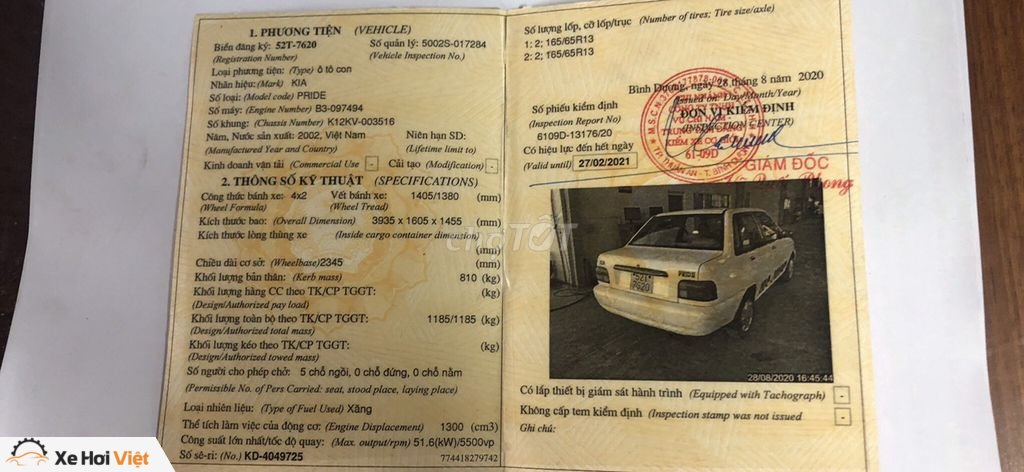 1. PHƯƠNG TIỆN (VEHICLE)
Biển đăng ký: 52T-7620 Số quản lý: 5002S-017284
(Registration Number) (Vehicle Inspection No.)
Loại phương tiện: (Type) ô tô con
Nhãn hiệu: (Mark) KIA
Số loại: (Model code) PRIDE
Số máy: (Engine Number) B3-097494
Số khung: (Chassis Number) K12KV-003516
Năm, Nước sản xuất: 2002, Việt Nam Niên hạn SD:
(Manufactured Year and Country) (Lifetime limit to)
Kinh doanh vận tải (Commercial Use) - Cải tạo (Modification) -
2. THÔNG SỐ KỸ THUẬT (SPECIFICATIONS)
Công thức bánh xe: 4x2 Vết bánh xe: 1405/1380 (mm)
(Wheel Formula) (Wheel Tread)
Kích thước bao: (Overall Dimension) 3935 x 1605 x 1455 (mm)
Kích thước lòng thùng xe (Inside cargo container dimension)
(mm)
Chiều dài cơ sở: (Wheelbase) 2345 (mm)
Khối lượng bản thân: (Kerb mass) 810 (kg)
Khối lượng hàng CC theo TK/CP TGGT: (kg)
(Design/Authorized pay load)
Khối lượng toàn bộ theo TK/CP TGGT: 1185/1185 (kg)
(Design/Authorized total mass)
Khối lượng kéo theo TK/CP TGGT: (kg)
(Design/Authorized towed mass)
Số người cho phép chở: 5 chỗ ngồi, 0 chỗ đứng, 0 chỗ nằm
(Permissible No. of Pers Carried: seat, stood place, laying place)
Loại nhiên liệu: (Type of Fuel Used) Xăng
Thể tích làm việc của động cơ: (Engine Displacement) 1300 (cm3)
Công suất lớn nhất/tốc độ quay: (Max. output/rpm) 51.6(kW)/5500vp
Số sê-ri: (No.) KD-4049725 774418279742
Số lượng lốp, cỡ lốp/trục (Number of tires; Tire size/axle)
1: 2; 165/65R13
2: 2; 165/65R13
Bình Dương, ngày 28 tháng 8 năm 2020
(Issued on: Day/Month/Year)
Số phiếu kiểm định ĐƠN VỊ KIỂM ĐỊNH
(Inspection Report No) (INSPECTION CENTER)
6109D-13176/20
Có hiệu lực đến hết ngày
(Valid until) 27/02/2021
61-09D
GIÁM ĐỐC
Phong
Chợ TỐT
52T
7620
PRIDE
28/08/2020 16:45:44
Có lắp thiết bị giám sát hành trình (Equipped with Tachograph) -
Không cấp tem kiểm định (Inspection stamp was not issued -
Ghi chú:
Xe Hơi Việt